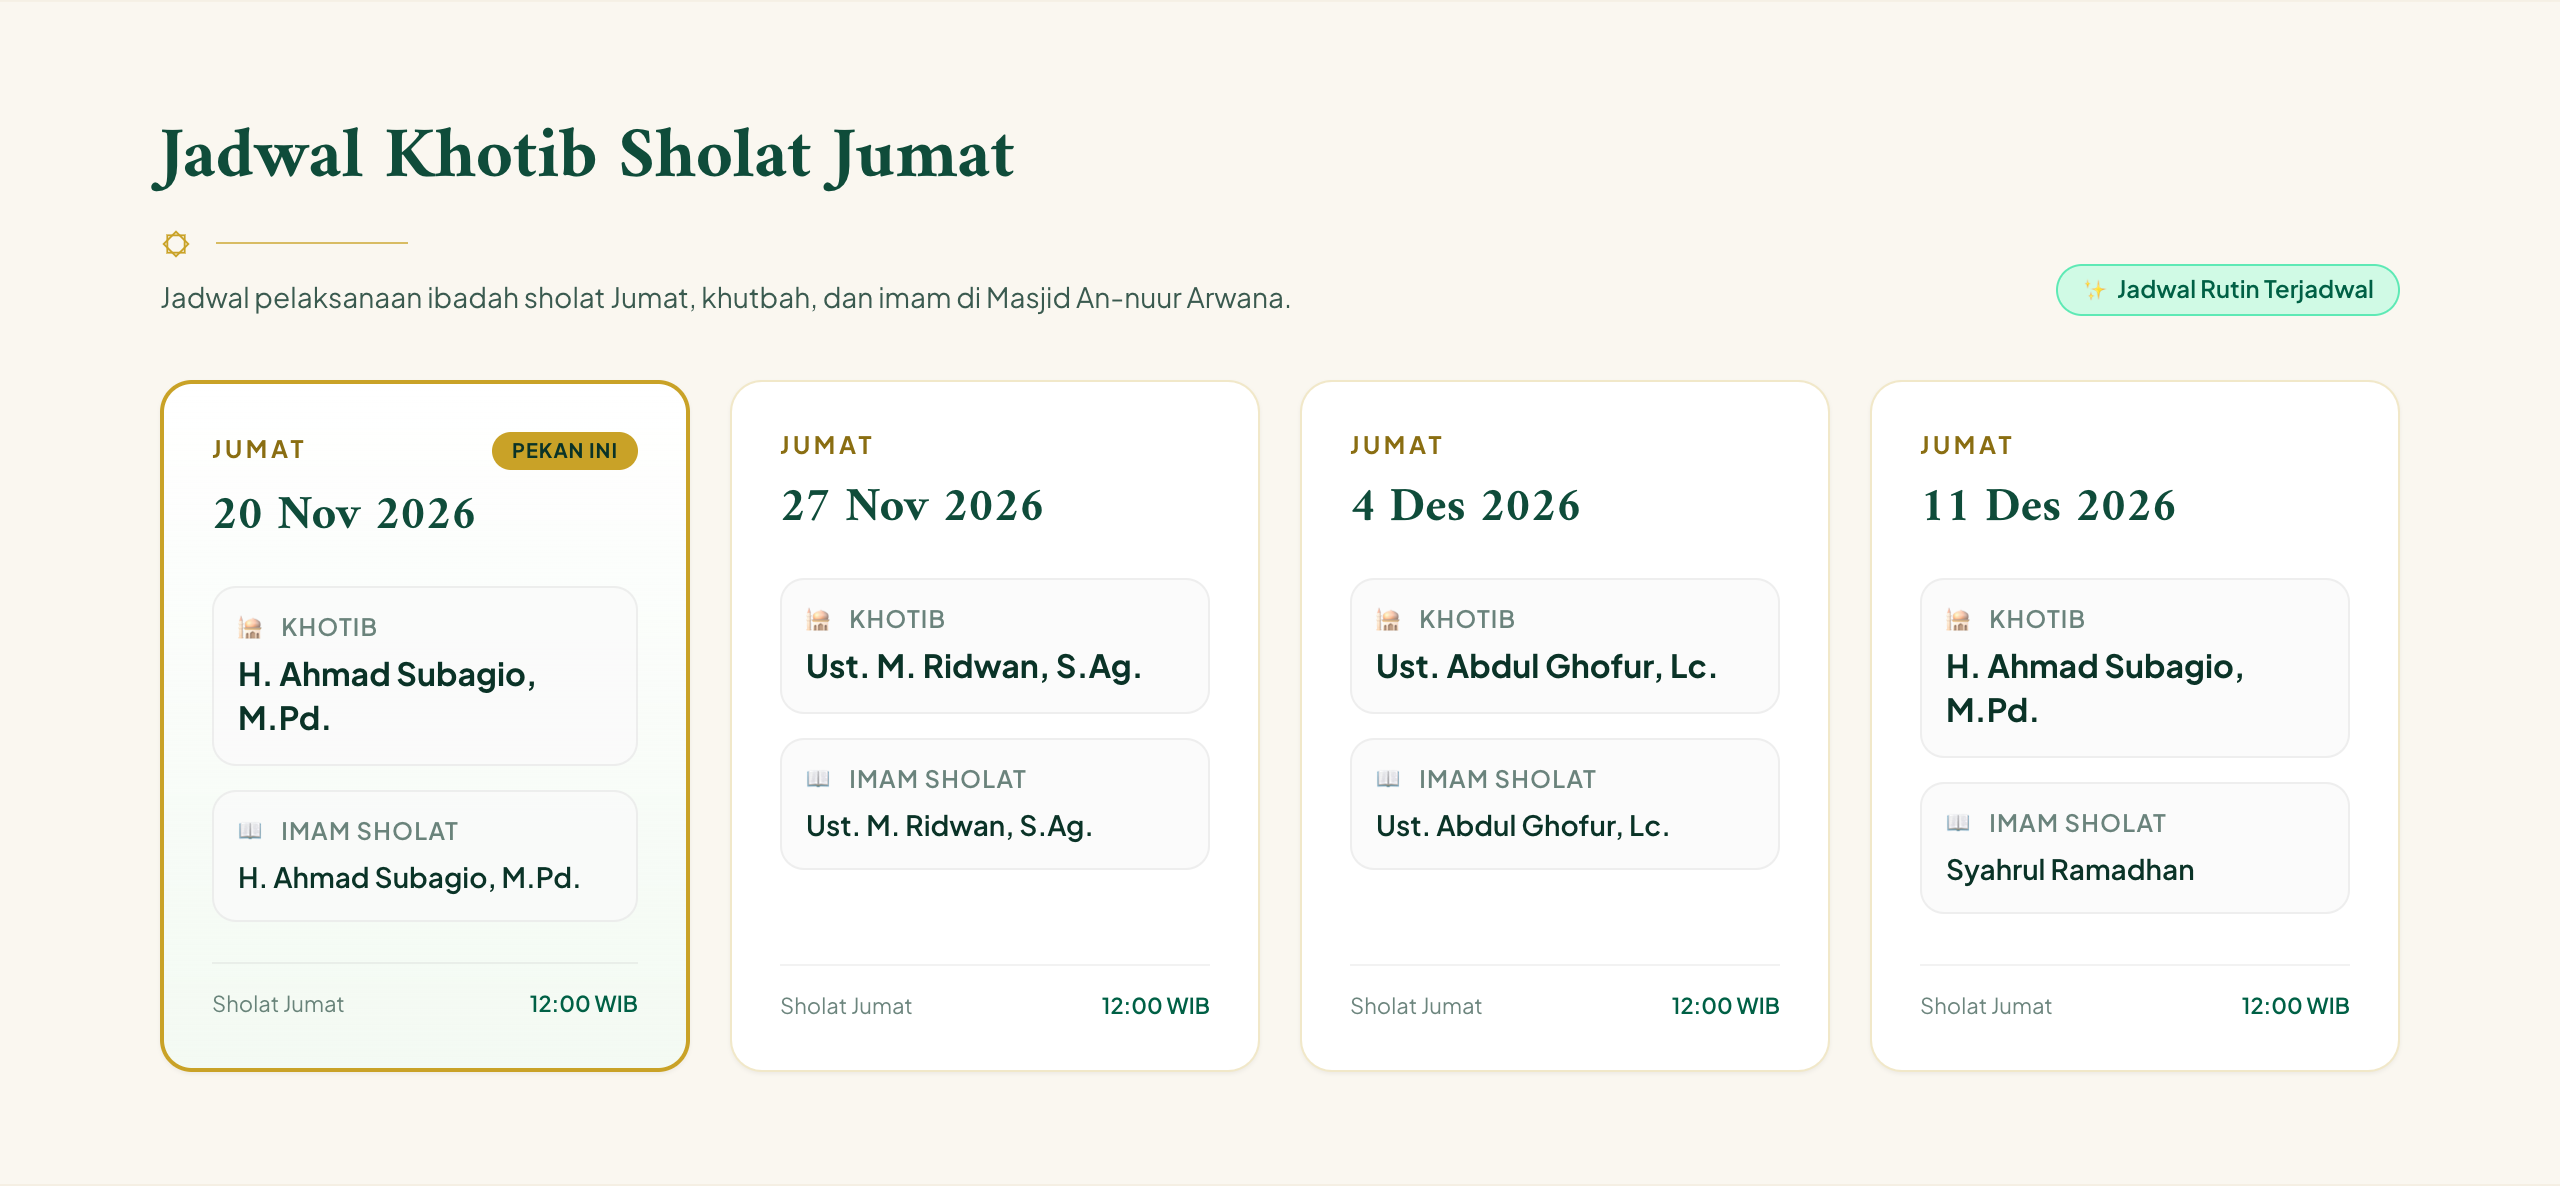 Jadwal Khotib Sholat Jumat
Jadwal pelaksanaan ibadah sholat Jumat, khutbah, dan imam di Masjid An-nuur Arwana.
✨ Jadwal Rutin Terjadwal
JUMAT
PEKAN INI
20 Nov 2026
KHOTIB
H. Ahmad Subagio,
M.Pd.
IMAM SHOLAT
H. Ahmad Subagio, M.Pd.
Sholat Jumat
12:00 WIB
JUMAT
27 Nov 2026
KHOTIB
Ust. M. Ridwan, S.Ag.
IMAM SHOLAT
Ust. M. Ridwan, S.Ag.
Sholat Jumat
12:00 WIB
JUMAT
4 Des 2026
KHOTIB
Ust. Abdul Ghofur, Lc.
IMAM SHOLAT
Ust. Abdul Ghofur, Lc.
Sholat Jumat
12:00 WIB
JUMAT
11 Des 2026
KHOTIB
H. Ahmad Subagio,
M.Pd.
IMAM SHOLAT
Syahrul Ramadhan
Sholat Jumat
12:00 WIB